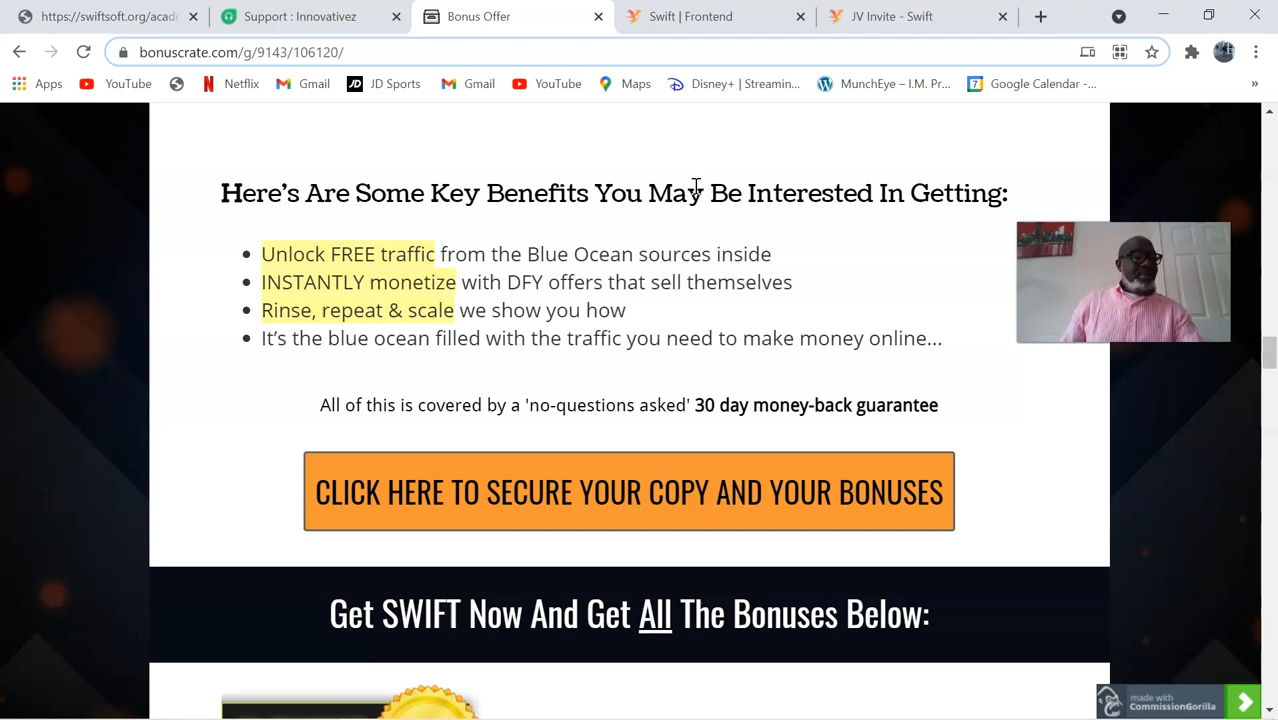 https://swiftsoft.org/acade
Support : Innovativez
Bonus Offer
Swift | Frontend
JV Invite - Swift
bonuscrate.com/g/9143/106120/
Apps
YouTube
Netflix
Gmail
JD
JD Sports
Gmail
YouTube
Maps
Disney+ | Streamin...
MunchEye – I.M. Pr...
7
Google Calendar -...
»
Here's Are Some Key Benefits You May Be Interested In Getting:
• Unlock FREE traffic from the Blue Ocean sources inside
• INSTANTLY monetize with DFY offers that sell themselves
• Rinse, repeat & scale we show you how
• It's the blue ocean filled with the traffic you need to make money online...
All of this is covered by a 'no-questions asked' 30 day money-back guarantee
CLICK HERE TO SECURE YOUR COPY AND YOUR BONUSES
Get SWIFT Now And Get All The Bonuses Below:
made with
CommissionGorilla